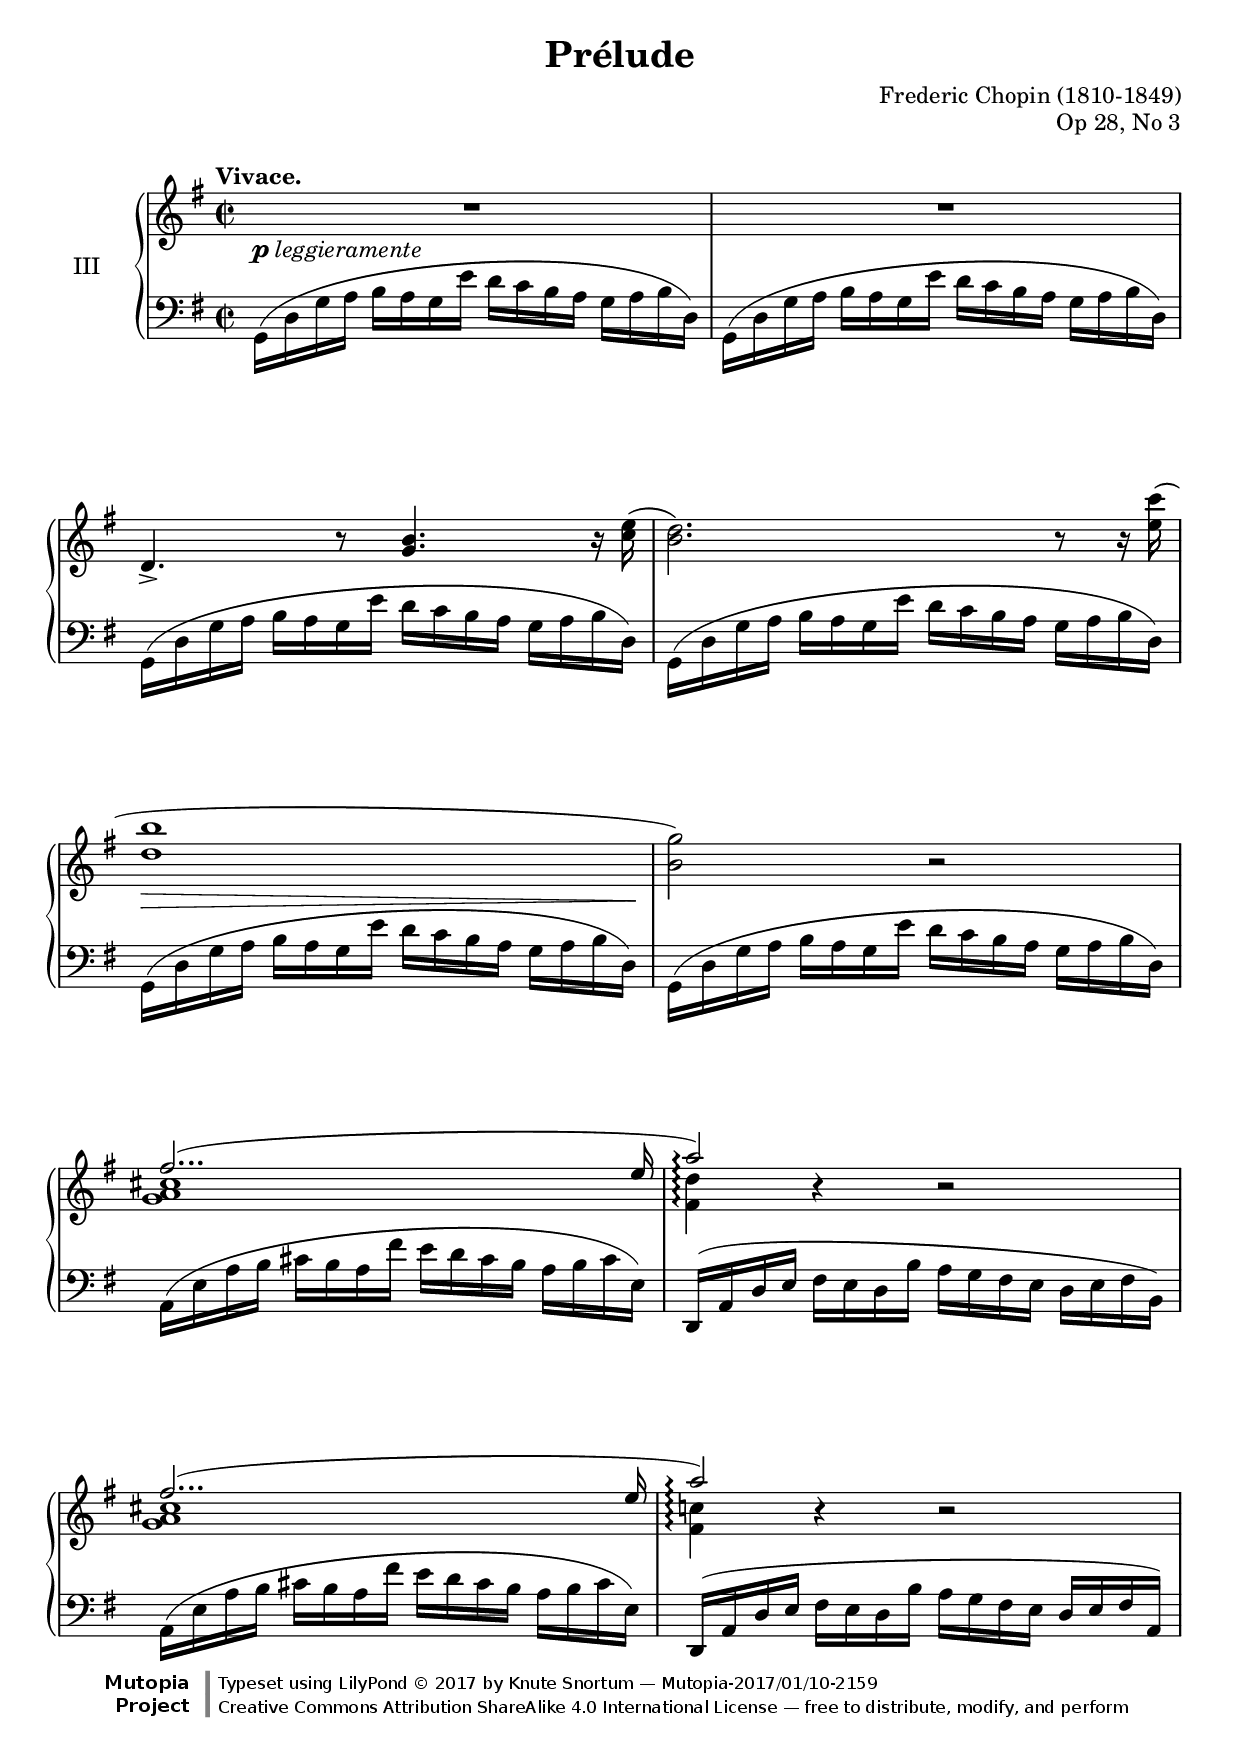 Prélude
Frederic Chopin (1810-1849)
Op 28, No 3
Vivace.
p leggieramente
III
Mutopia Project
Typeset using LilyPond © 2017 by Knute Snortum — Mutopia-2017/01/10-2159
Creative Commons Attribution ShareAlike 4.0 International License — free to distribute, modify, and perform